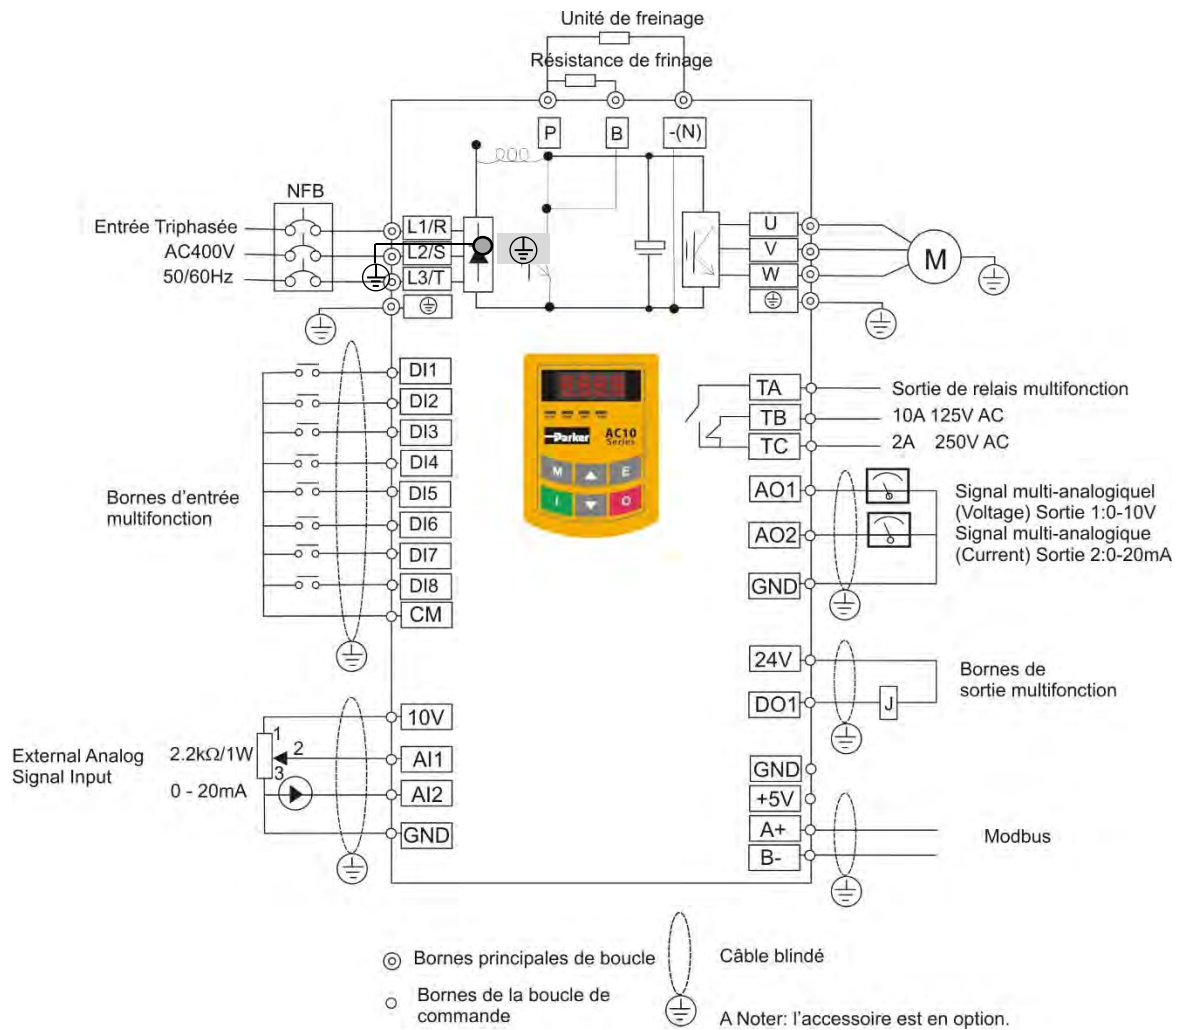 Unité de freinage
Résistance de frinage
P
B
-(N)
NFB
Entrée Triphasée
AC400V
50/60Hz
L1/R
L2/S
L3/T
U
V
W
M
DI1
DI2
DI3
DI4
DI5
DI6
DI7
DI8
CM
Bornes d'entrée
multifonction
Parker
AC10
Series
M
E
I
O
TA
TB
TC
Sortie de relais multifonction
10A 125V AC
2A 250V AC
AO1
AO2
GND
Signal multi-analogiquel
(Voltage) Sortie 1:0-10V
Signal multi-analogique
(Current) Sortie 2:0-20mA
24V
DO1
J
Bornes de
sortie multifonction
External Analog
Signal Input
2.2kΩ/1W
0 - 20mA
1
2
3
10V
AI1
AI2
GND
GND
+5V
A+
B-
Modbus
Bornes principales de boucle
Bornes de la boucle de
commande
Câble blindé
A Noter: l'accessoire est en option.